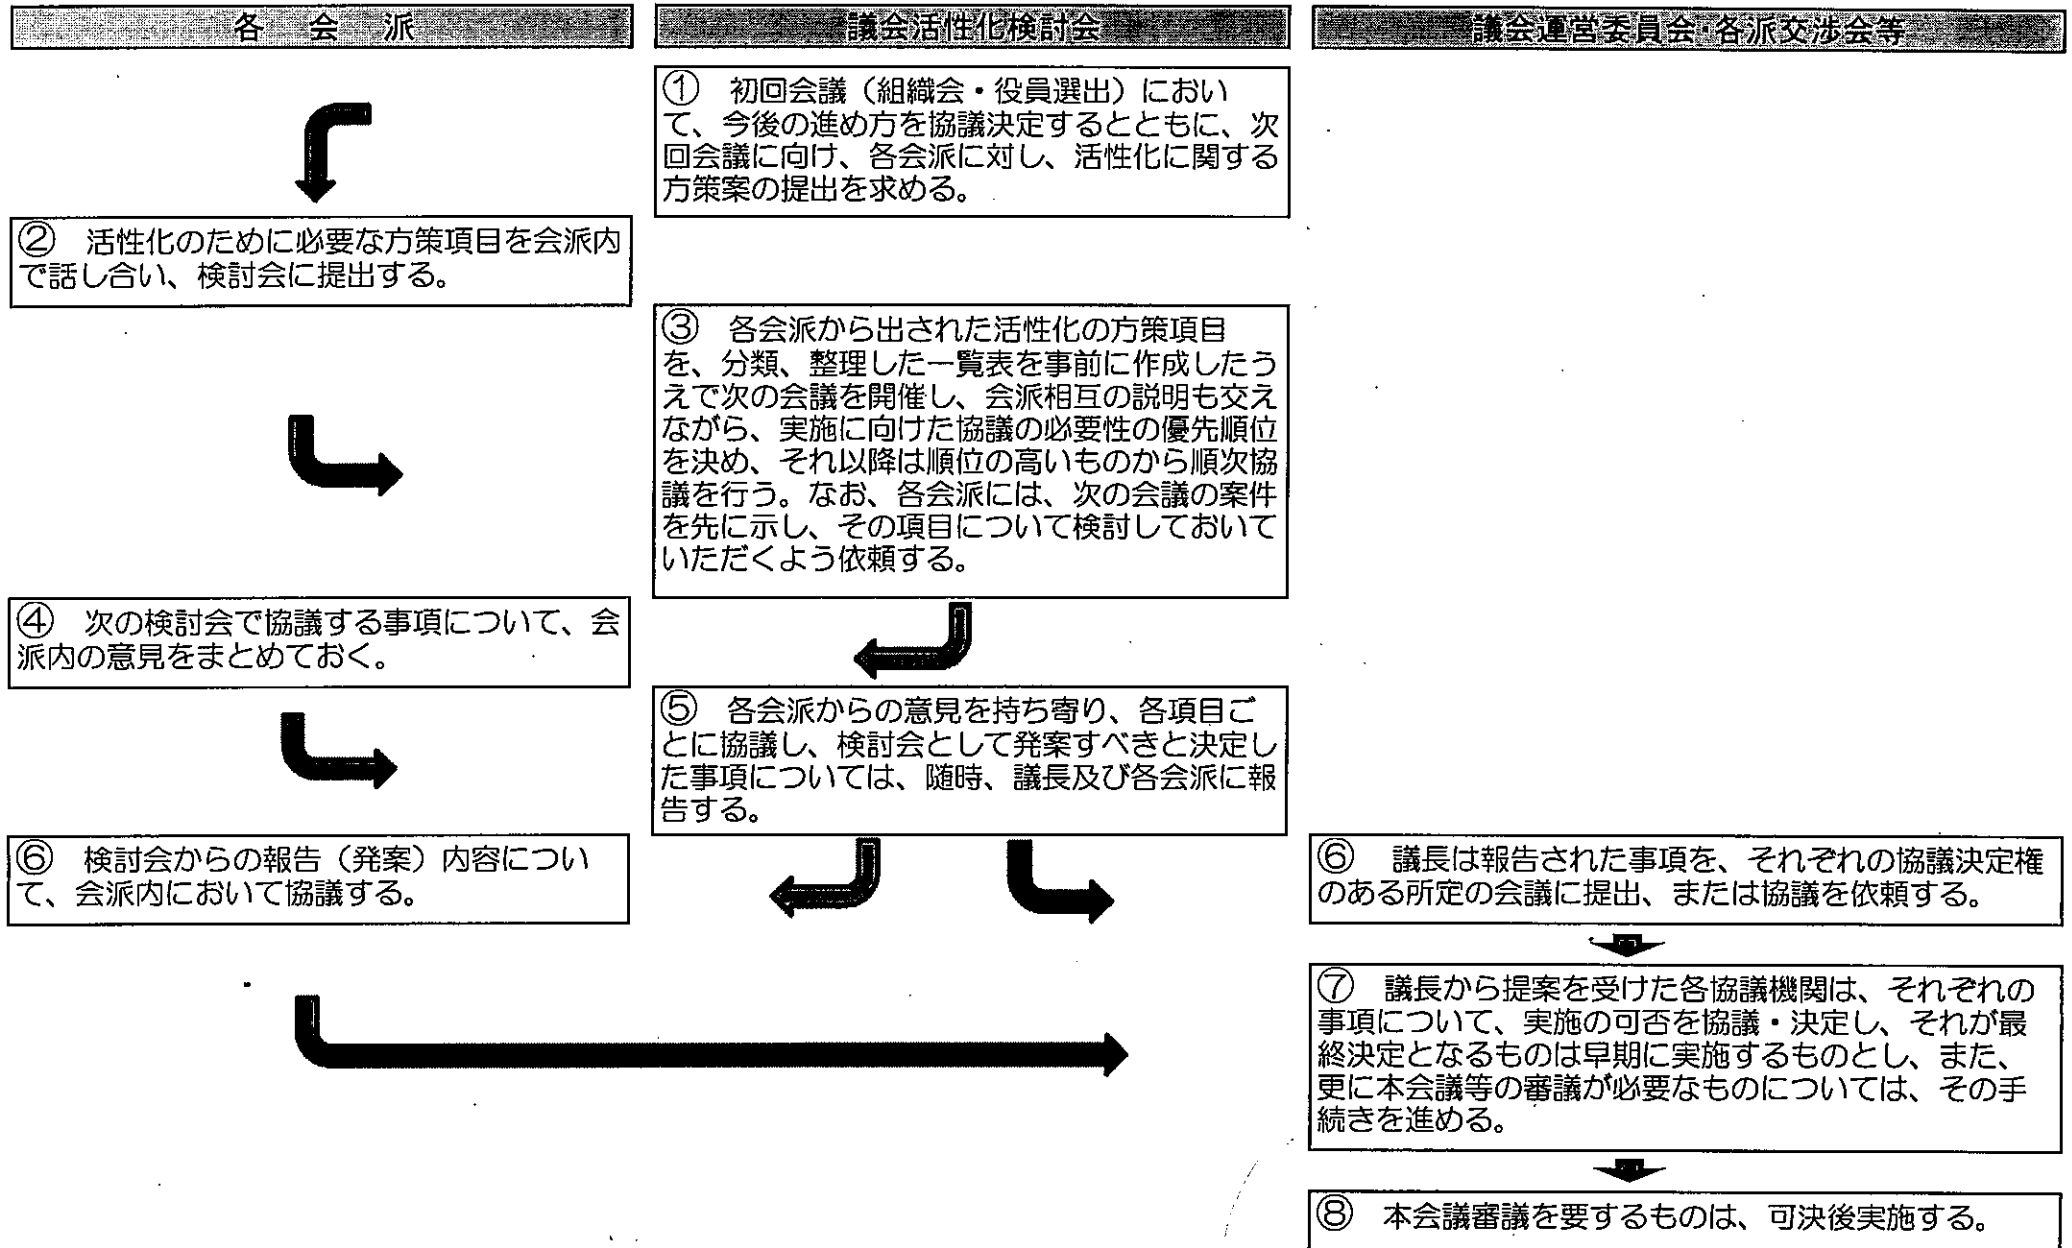 各　会　派
議会活性化検討会
議会運営委員会・各派交渉会等
①　初回会議（組織会・役員選出）におい
て、今後の進め方を協議決定するとともに、次
回会議に向け、各会派に対し、活性化に関する
方策案の提出を求める。
②　活性化のために必要な方策項目を会派内
で話し合い、検討会に提出する。
③　各会派から出された活性化の方策項目
を、分類、整理した一覧表を事前に作成したう
えで次の会議を開催し、会派相互の説明も交え
ながら、実施に向けた協議の必要性の優先順位
を決め、それ以降は順位の高いものから順次協
議を行う。なお、各会派には、次の会議の案件
を先に示し、その項目について検討しておいて
いただくよう依頼する。
④　次の検討会で協議する事項について、会
派内の意見をまとめておく。
⑤　各会派からの意見を持ち寄り、各項目ご
とに協議し、検討会として発案すべきと決定し
た事項については、随時、議長及び各会派に報
告する。
⑥　検討会からの報告（発案）内容につい
て、会派内において協議する。
⑥　議長は報告された事項を、それぞれの協議決定権
のある所定の会議に提出、または協議を依頼する。
⑦　議長から提案を受けた各協議機関は、それぞれの
事項について、実施の可否を協議・決定し、それが最
終決定となるものは早期に実施するものとし、また、
更に本会議等の審議が必要なものについては、その手
続きを進める。
⑧　本会議審議を要するものは、可決後実施する。